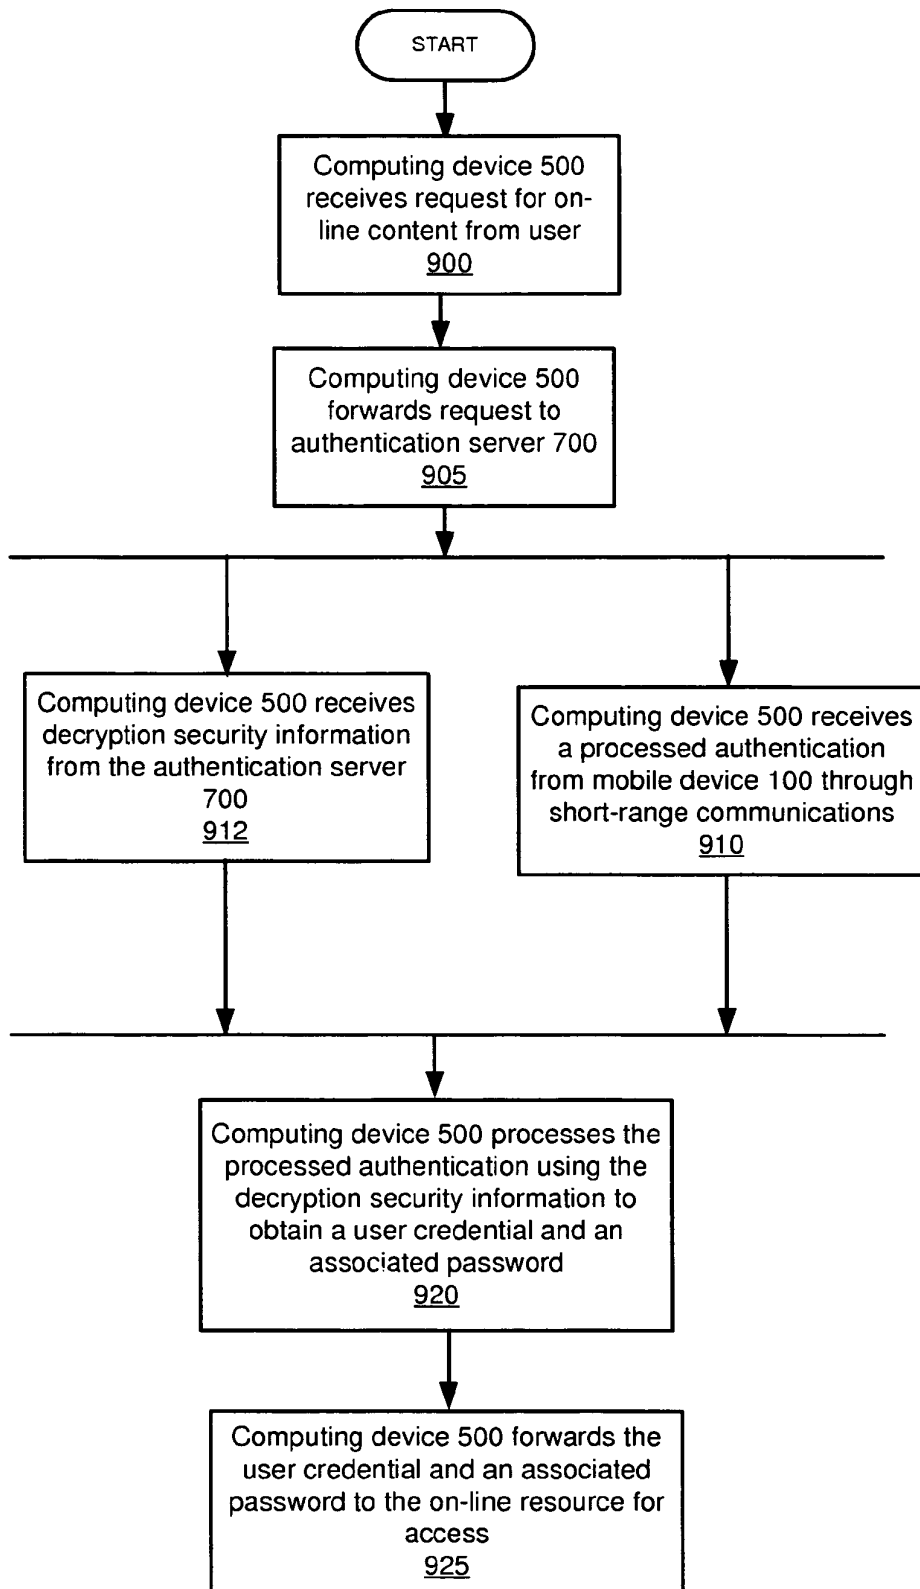 START
Computing device 500
receives request for on-
line content from user
900
Computing device 500
forwards request to
authentication server 700
905
Computing device 500 receives
decryption security information
from the authentication server
700
912
Computing device 500 receives
a processed authentication
from mobile device 100 through
short-range communications
910
Computing device 500 processes the
processed authentication using the
decryption security information to
obtain a user credential and an
associated password
920
Computing device 500 forwards the
user credential and an associated
password to the on-line resource for
access
925